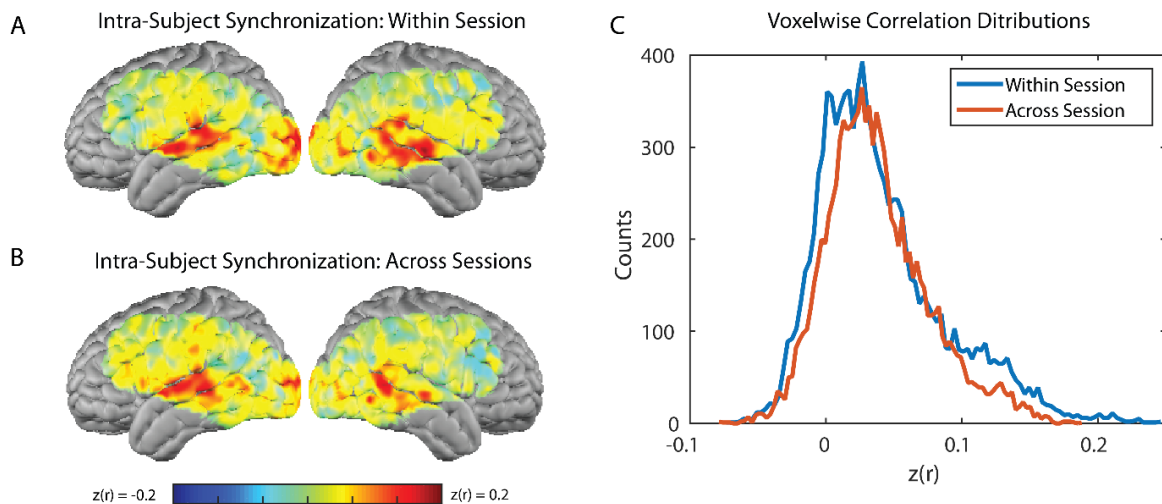 A
Intra-Subject Synchronization: Within Session
B
Intra-Subject Synchronization: Across Sessions
z(r) = -0.2
z(r) = 0.2
C
Voxelwise Correlation Ditributions
Within Session
Across Session
Counts
400
300
200
100
0
-0.1
0
0.1
0.2
z(r)